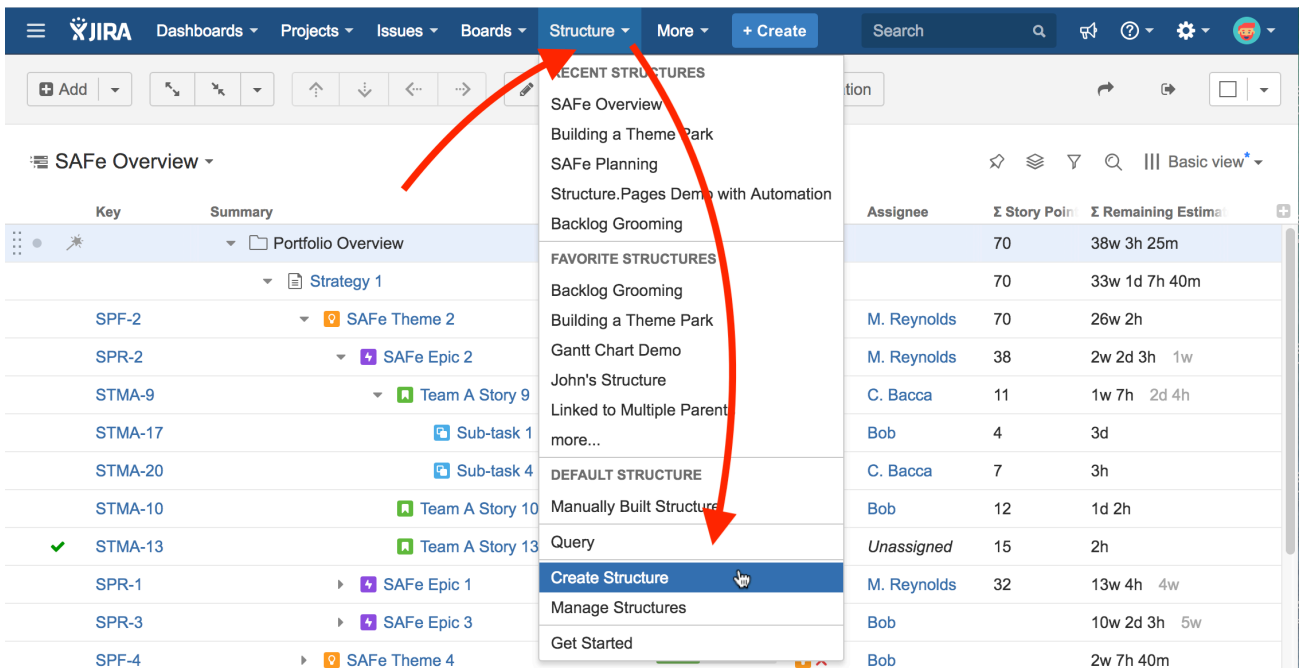 JIRA Dashboards Projects Issues Boards Structure More + Create Search
Add
tion
SAFe Overview
Basic view*
Key Summary Assignee Σ Story Poin Σ Remaining Estima
Portfolio Overview 70 38w 3h 25m
Strategy 1 70 33w 1d 7h 40m
SPF-2 SAFe Theme 2 M. Reynolds 70 26w 2h
SPR-2 SAFe Epic 2 M. Reynolds 38 2w 2d 3h 1w
STMA-9 Team A Story 9 C. Bacca 11 1w 7h 2d 4h
STMA-17 Sub-task 1 Bob 4 3d
STMA-20 Sub-task 4 C. Bacca 7 3h
STMA-10 Team A Story 10 Bob 12 1d 2h
STMA-13 Team A Story 13 Unassigned 15 2h
SPR-1 SAFe Epic 1 M. Reynolds 32 13w 4h 4w
SPR-3 SAFe Epic 3 Bob 10w 2d 3h 5w
SPF-4 SAFe Theme 4 Bob 2w 7h 40m
RECENT STRUCTURES
SAFe Overview
Building a Theme Park
SAFe Planning
Structure.Pages Demo with Automation
Backlog Grooming
FAVORITE STRUCTURES
Backlog Grooming
Building a Theme Park
Gantt Chart Demo
John's Structure
Linked to Multiple Parent
more...
DEFAULT STRUCTURE
Manually Built Structure
Query
Create Structure
Manage Structures
Get Started